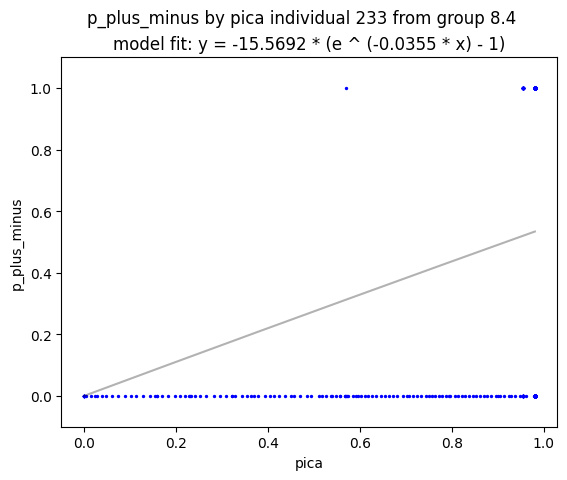 p_plus_minus by pica individual 233 from group 8.4
model fit: y = -15.5692 * (e ^ (-0.0355 * x) - 1)
1.0
0.8
0.6
0.4
0.2
0.0
p_plus_minus
0.0 0.2 0.4 0.6 0.8 1.0
pica